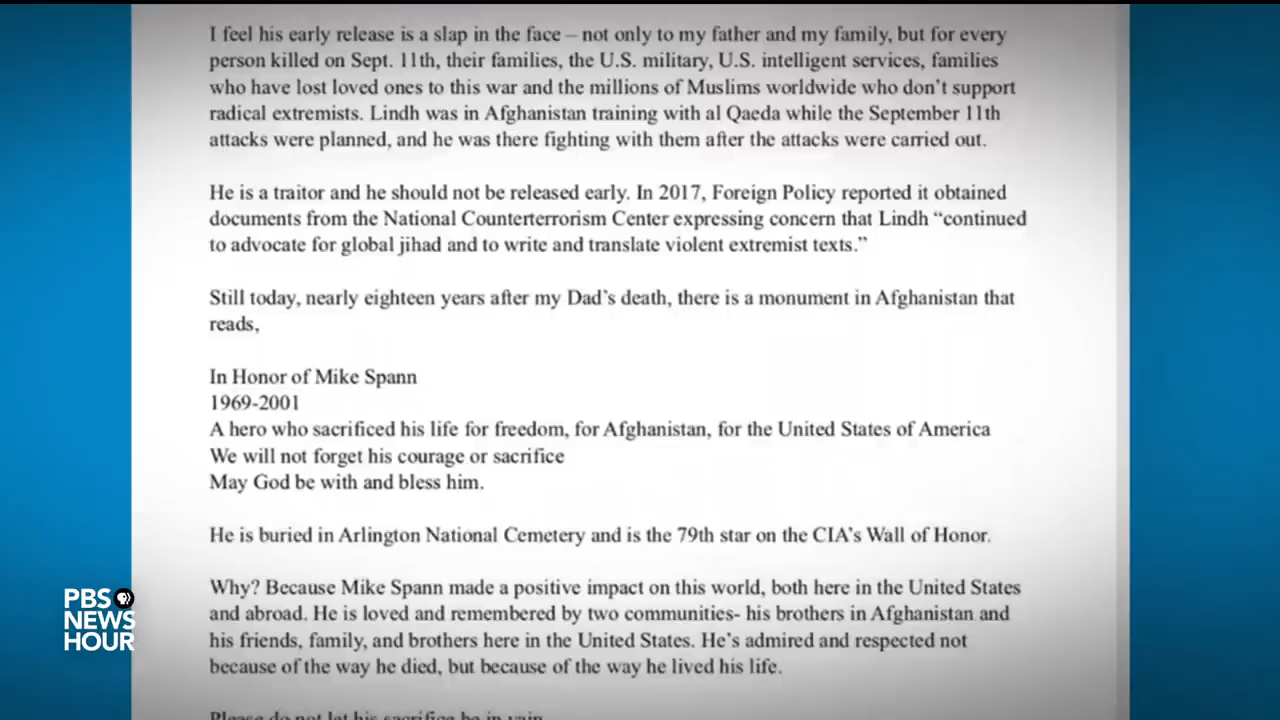 I feel his early release is a slap in the face – not only to my father and my family, but for every
person killed on Sept. 11th, their families, the U.S. military, U.S. intelligent services, families
who have lost loved ones to this war and the millions of Muslims worldwide who don’t support
radical extremists. Lindh was in Afghanistan training with al Qaeda while the September 11th
attacks were planned, and he was there fighting with them after the attacks were carried out.
He is a traitor and he should not be released early. In 2017, Foreign Policy reported it obtained
documents from the National Counterterrorism Center expressing concern that Lindh “continued
to advocate for global jihad and to write and translate violent extremist texts.”
Still today, nearly eighteen years after my Dad’s death, there is a monument in Afghanistan that
reads,
In Honor of Mike Spann
1969-2001
A hero who sacrificed his life for freedom, for Afghanistan, for the United States of America
We will not forget his courage or sacrifice
May God be with and bless him.
He is buried in Arlington National Cemetery and is the 79th star on the CIA’s Wall of Honor.
Why? Because Mike Spann made a positive impact on this world, both here in the United States
and abroad. He is loved and remembered by two communities- his brothers in Afghanistan and
his friends, family, and brothers here in the United States. He’s admired and respected not
because of the way he died, but because of the way he lived his life.
Please do not let his sacrifice be in vain
PBS
NEWS
HOUR